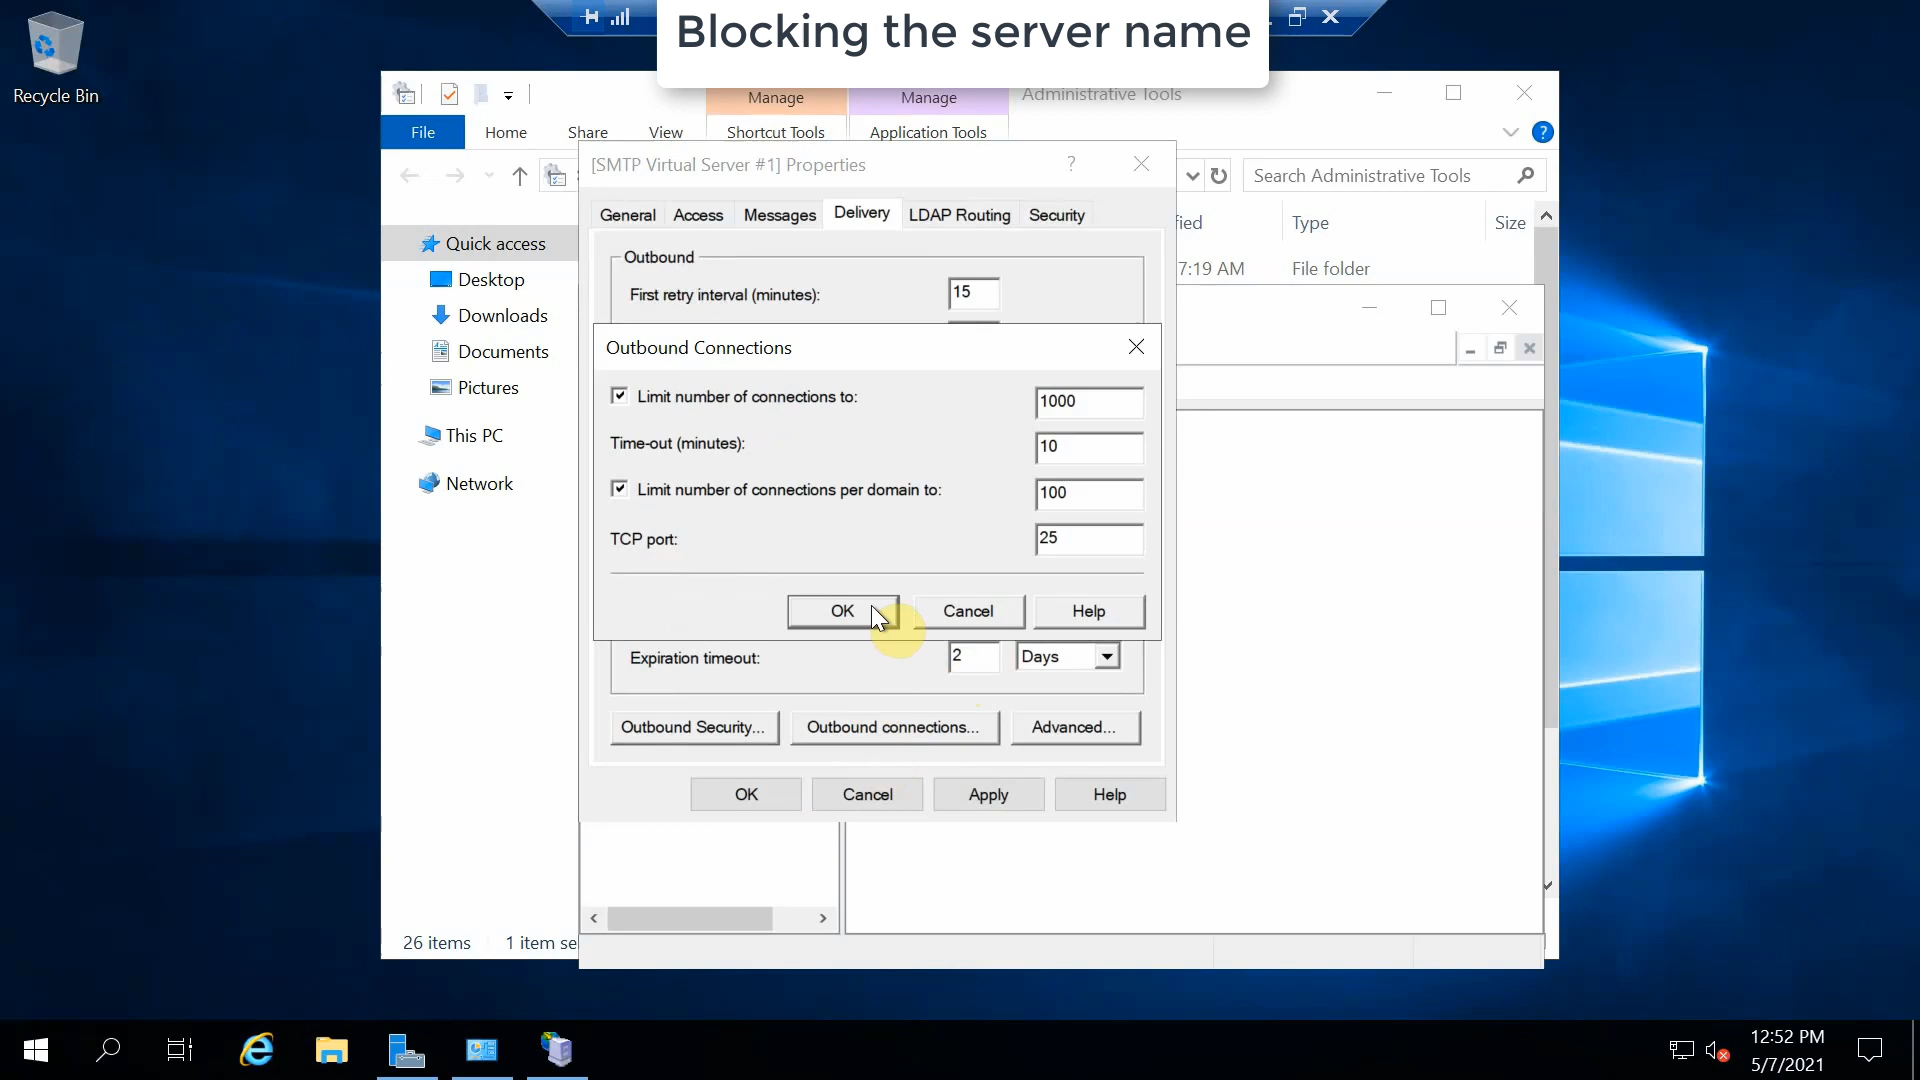 Blocking the server name
Recycle Bin
Manage
Manage
Administrative Tools
File
Home
Share
View
Shortcut Tools
Application Tools
[SMTP Virtual Server #1] Properties
Search Administrative Tools
General
Access
Messages
Delivery
LDAP Routing
Security
Type
Size
Quick access
Outbound
7:19 AM
File folder
Desktop
First retry interval (minutes):
15
Downloads
Outbound Connections
Documents
Pictures
Limit number of connections to:
1000
This PC
Time-out (minutes):
10
Network
Limit number of connections per domain to:
100
TCP port:
25
OK
Cancel
Help
Expiration timeout:
2
Days
Outbound Security...
Outbound connections...
Advanced...
OK
Cancel
Apply
Help
26 items
1 item se
12:52 PM
5/7/2021